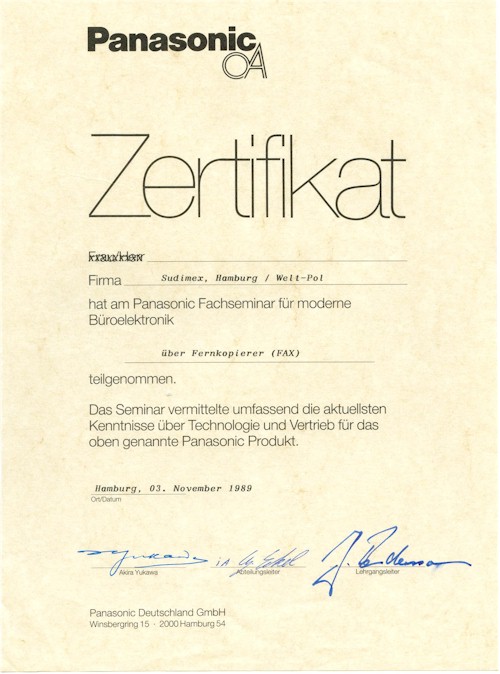 Panasonic
OA
Zertifikat
Frau/Herr
Firma Sudimex, Hamburg / Welt-Pol
hat am Panasonic Fachseminar für moderne
Büroelektronik
über Fernkopierer (FAX)
teilgenommen.
Das Seminar vermittelte umfassend die aktuellsten
Kenntnisse über Technologie und Vertrieb für das
oben genannte Panasonic Produkt.
Hamburg, 03. November 1989
Ort/Datum
Yukawa i.A.
Akira Yukawa Abteilungsleiter Lehrgangsleiter
Panasonic Deutschland GmbH
Winsbergring 15 · 2000 Hamburg 54